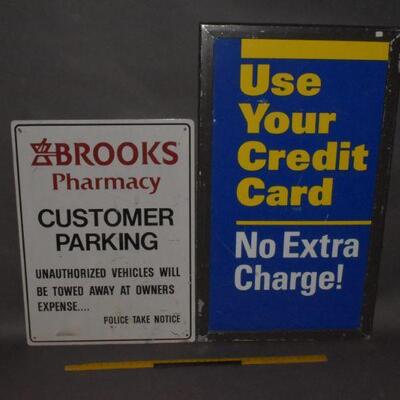 BROOKS
Pharmacy
CUSTOMER
PARKING
UNAUTHORIZED VEHICLES WILL
BE TOWED AWAY AT OWNERS
EXPENSE....
POLICE TAKE NOTICE
Use
Your
Credit
Card
No Extra
Charge!